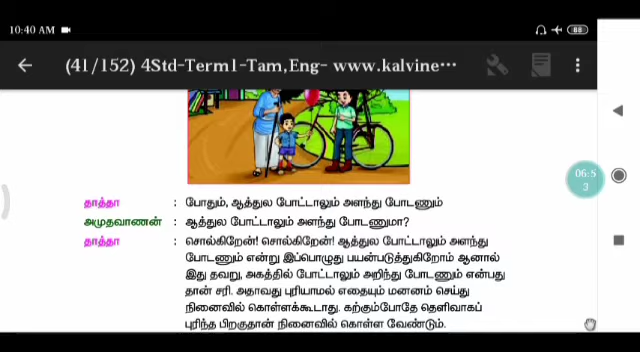 10:40 AM
88
(41/152) 4Std-Term1-Tam,Eng- www.kalvine...
06:5
3
தாத்தா : போதும், ஆத்துல போட்டாலும் அளந்து போடணும்
அமுதவாணன் : ஆத்துல போட்டாலும் அளந்து போடணுமா?
தாத்தா : சொல்கிறேன்! சொல்கிறேன்! ஆத்துல போட்டாலும் அளந்து
போடணும் என்று இப்பொழுது பயன்படுத்துகிறோம் ஆனால்
இது தவறு, அகத்தில் போட்டாலும் அறிந்து போடணும் என்பது
தான் சரி. அதாவது புரியாமல் எதையும் மனனம் செய்து
நினைவில் கொள்ளக்கூடாது. கற்கும்போதே தெளிவாகப்
புரிந்த பிறகுதான் நினைவில் கொள்ள வேண்டும்.